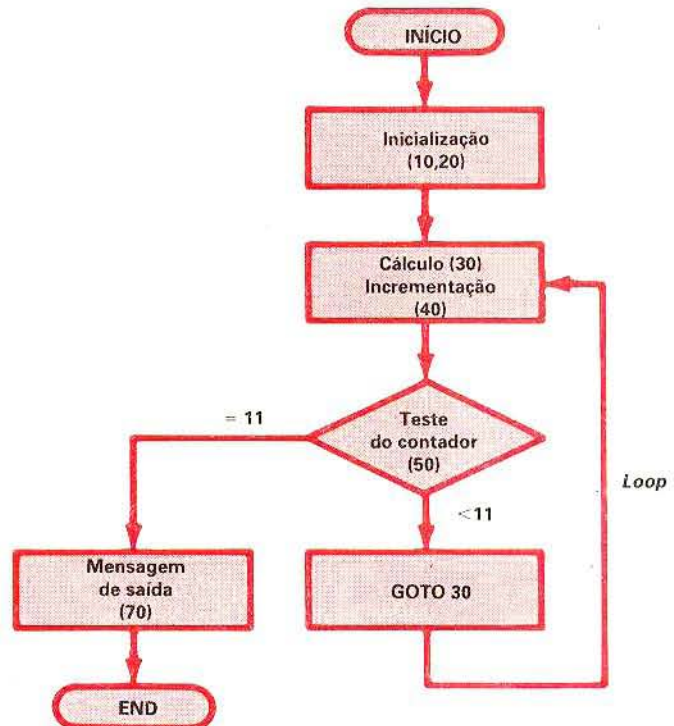 INÍCIO
Inicialização
(10,20)
Cálculo (30)
Incrementação
(40)
Teste
do contador
(50)
= 11
<11
Loop
Mensagem
de saída
(70)
GOTO 30
END